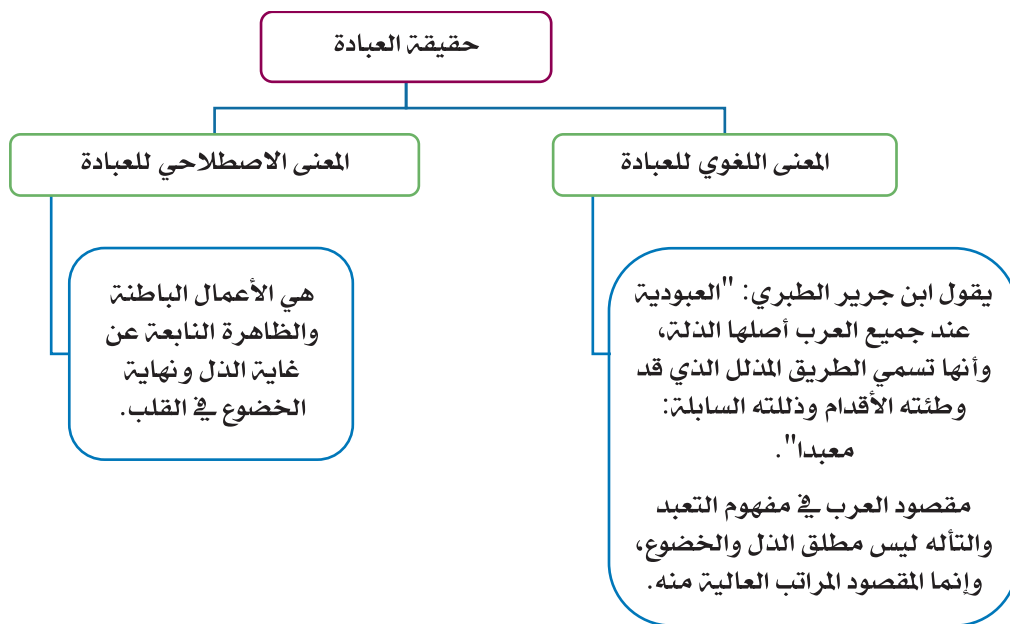 حقيقة العبادة
المعنى اللغوي للعبادة
المعنى الاصطلاحي للعبادة
يقول ابن جرير الطبري: "العبودية
عند جميع العرب أصلها الذلة،
وأنها تسمي الطريق المذلل الذي قد
وطئته الأقدام وذللته السابلة:
معبدا".
مقصود العرب في مفهوم التعبد
والتأله ليس مطلق الذل والخضوع،
وإنما المقصود المراتب العالية منه.
هي الأعمال الباطنة
والظاهرة النابعة عن
غاية الذل ونهاية
الخضوع في القلب.